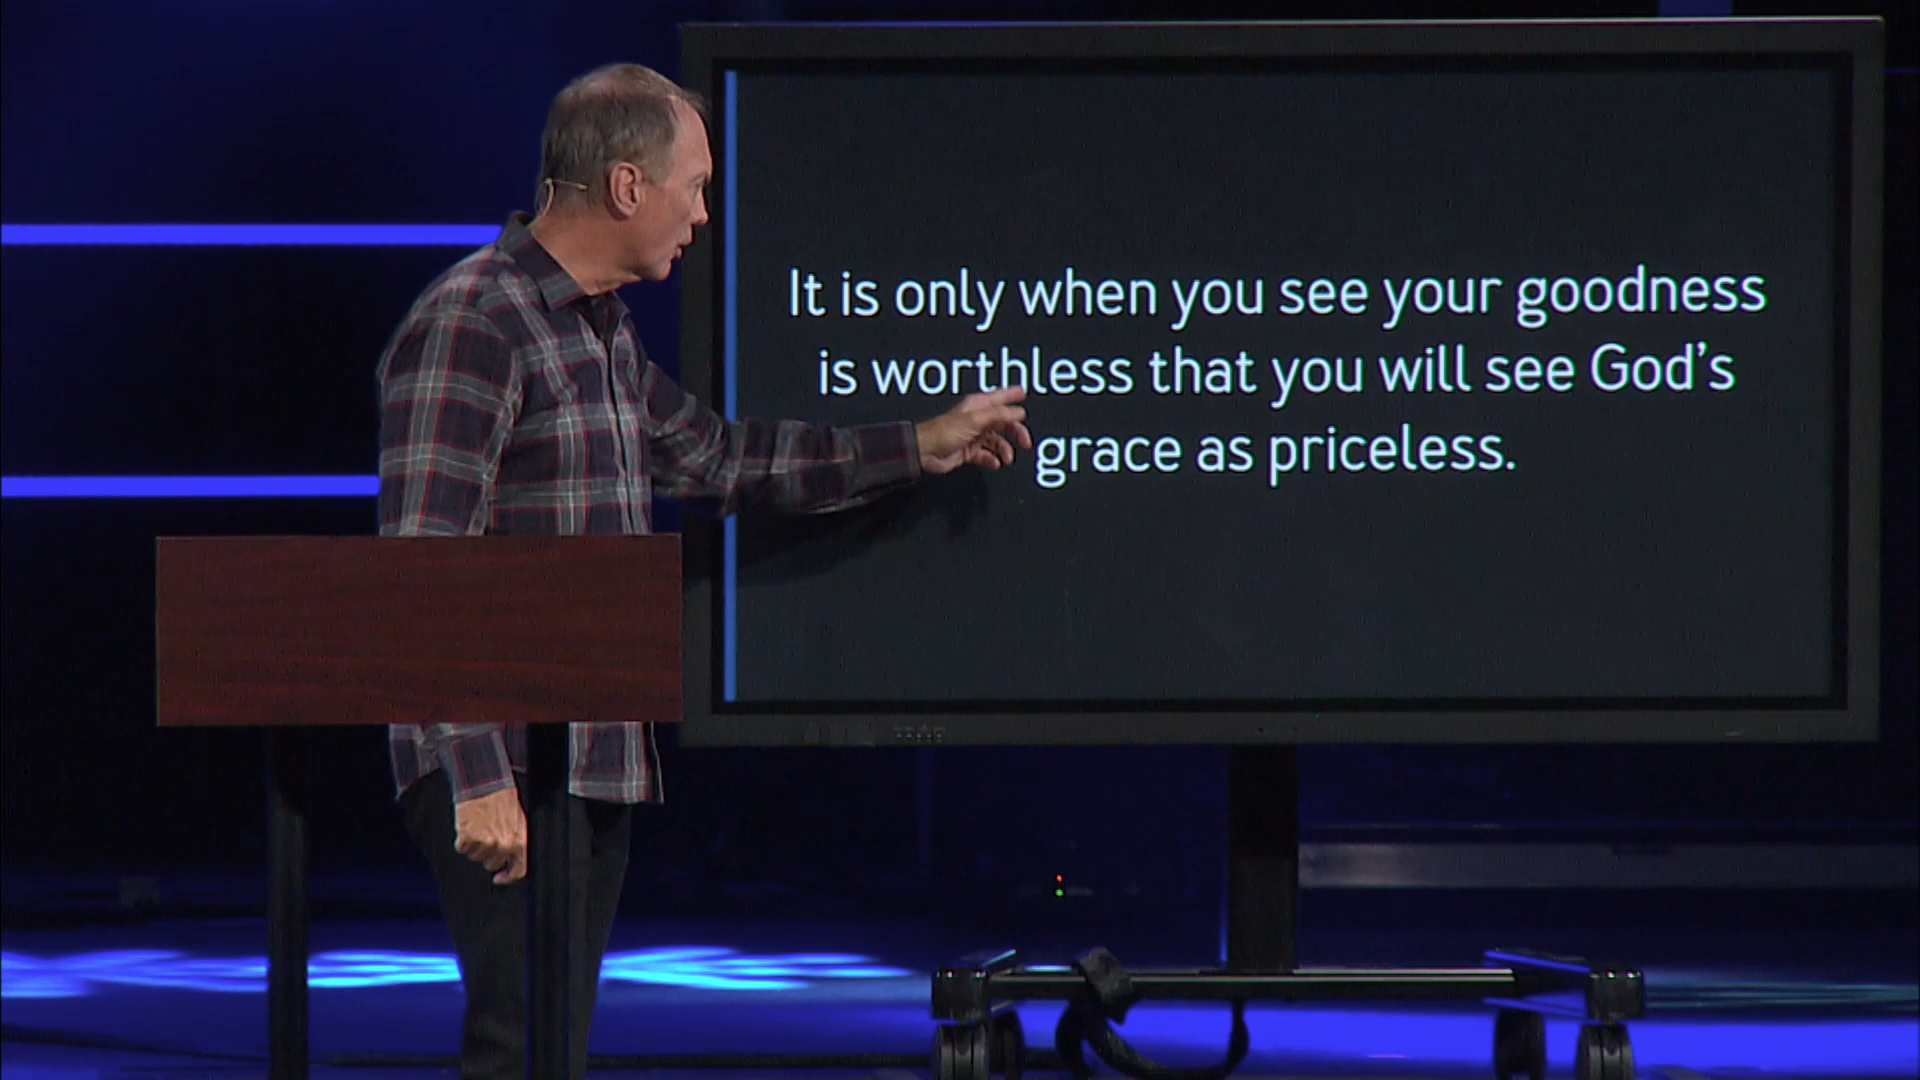 It is only when you see your goodness
is worthless that you will see God's
grace as priceless.